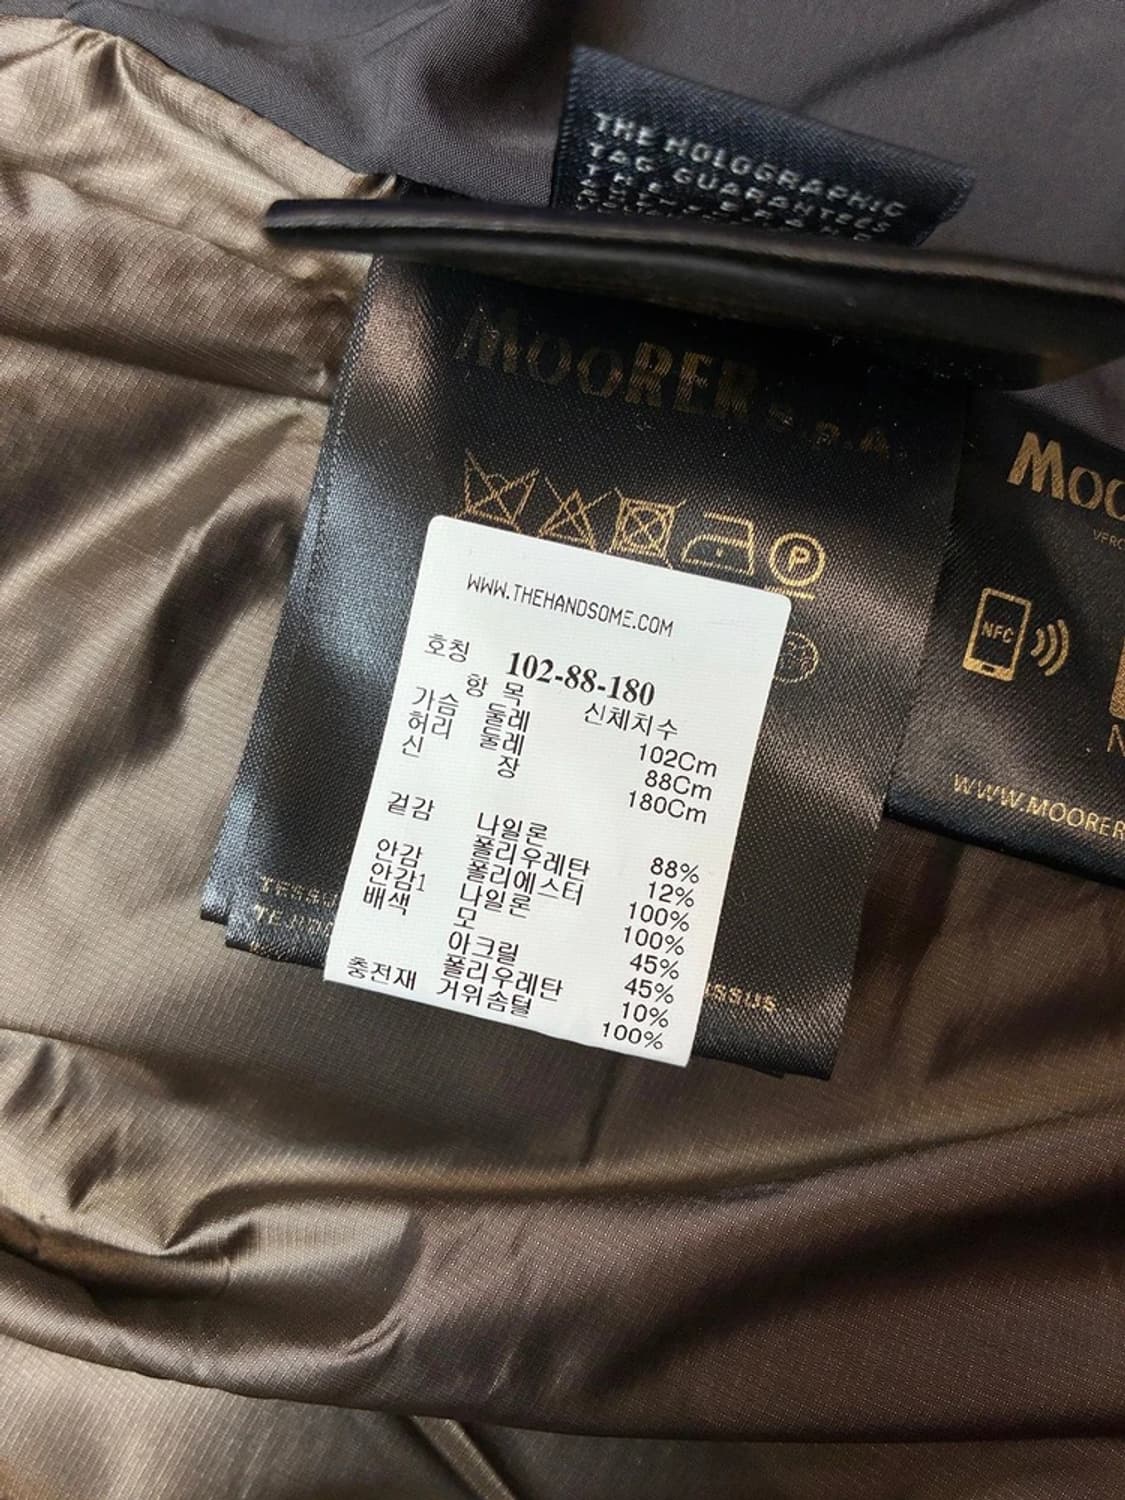 THE HOLOGRAPHIC
TAG GUARANTEES
THE
MooRER S.p.A.
P
WWW.THEHANDSOME.COM
호칭 102-88-180
항 목 신체치수
가슴 둘레 102Cm
허리 둘레 88Cm
신 장 180Cm
겉감 나일론 88%
폴리우레탄 12%
안감 폴리에스터 100%
안감1 나일론 100%
배색 모 45%
아크릴 45%
폴리우레탄 10%
충전재 거위솜털 100%
Moo
NFC
WWW.MOORER